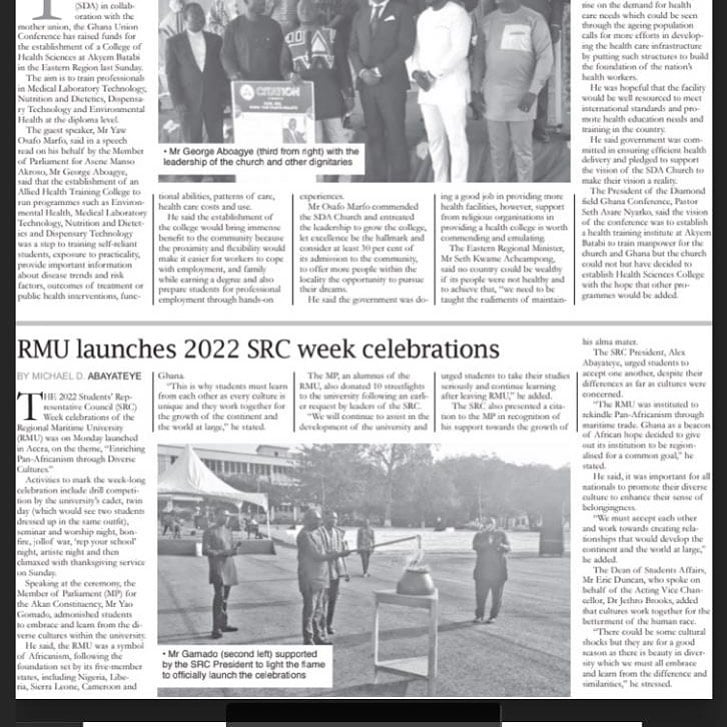 (SDA) in collab-
oration with the
mother union, the Ghana Union
Conference has raised funds for
the establishment of a College of
Health Sciences at Akyem Batabi
in the Eastern Region last Sunday.
The aim is to train professionals
in Medical Laboratory Technology,
Nutrition and Dietetics, Dispensa-
ry Technology and Environmental
Health at the diploma level.
The guest speaker, Mr Yaw
Osafo Marfo, said in a speech
read on his behalf by the Member
of Parliament for Asene Manso
Akroso, Mr George Aboagye,
said that the establishment of an
Allied Health Training College to
run programmes such as Environ-
mental Health, Medical Laboratory
Technology, Nutrition and Dietet-
ics and Dispensary Technology
was a step to training self-reliant
students, exposure to practicality,
provide important information
about disease trends and risk
factors, outcomes of treatment or
public health interventions, func-
CITATION
• Mr George Aboagye (third from right) with the
leadership of the church and other dignitaries
tional abilities, patterns of care,
health care costs and use.
He said the establishment of
the college would bring immense
benefit to the community because
the proximity and flexibility would
make it easier for workers to cope
with employment, and family
while earning a degree and also
prepare students for professional
employment through hands-on
experiences.
Mr Osafo Marfo commended
the SDA Church and entreated
the leadership to grow the college,
let excellence be the hallmark and
consider at least 30 per cent of
its admission to the community,
to offer more people within the
locality the opportunity to pursue
their dreams.
He said the government was do-
ing a good job in providing more
health facilities, however, support
from religious organisations in
providing a health college is worth
commending and emulating.
The Eastern Regional Minister,
Mr Seth Kwame Acheampong,
said no country could be wealthy
if its people were not healthy and
to achieve that, "we need to be
taught the rudiments of maintain-
rise on the demand for health
care needs which could be seen
through the ageing population
calls for more efforts in develop-
ing the health care infrastructure
by putting such structures to build
the foundation of the nation's
health workers.
He was hopeful that the facility
would be well resourced to meet
international standards and pro-
mote health education needs and
training in the country.
He said government was com-
mitted in ensuring efficient health
delivery and pledged to support
the vision of the SDA Church to
make their vision a reality.
The President of the Diamond
field Ghana Conference, Pastor
Seth Asare Nyarko, said the vision
of the conference was to establish
a health training institute at Akyem
Batabi to train manpower for the
church and Ghana but the church
could not but have decided to
establish Health Sciences College
with the hope that other pro-
grammes would be added.
RMU launches 2022 SRC week celebrations
BY MICHAEL D. ABAYATEYE
THE 2022 Students' Rep-
resentative Council (SRC)
Week celebrations of the
Regional Maritime University
(RMU) was on Monday launched
in Accra, on the theme, "Enriching
Pan-Africanism through Diverse
Cultures."
Activities to mark the week-long
celebration include drill competi-
tion by the university's cadet, twin
day (which would see two students
dressed up in the same outfit),
seminar and worship night, bon-
fire, jollof war, 'rep your school'
night, artiste night and then
climaxed with thanksgiving service
on Sunday.
Speaking at the ceremony, the
Member of Parliament (MP) for
the Akan Constituency, Mr Yao
Gomado, admonished students
to embrace and learn from the di-
verse cultures within the university.
He said, the RMU was a symbol
of Africanism, following the
foundation set by its five-member
states, including Nigeria, Libe-
ria, Sierra Leone, Cameroon and
Ghana.
"This is why students must learn
from each other as every culture is
unique and they work together for
the growth of the continent and
the world at large," he stated.
The MP, an alumnus of the
RMU, also donated 10 streetlights
to the university following an earli-
er request by leaders of the SRC.
"We will continue to assist in the
development of the university and
urged students to take their studies
seriously and continue learning
after leaving RMU," he added.
The SRC also presented a cita-
tion to the MP in recognition of
his support towards the growth of
his alma mater.
The SRC President, Alex
Abayateye, urged students to
accept one another, despite their
differences as far as cultures were
concerned.
"The RMU was instituted to
rekindle Pan-Africanism through
maritime trade. Ghana as a beacon
of African hope decided to give
out its institution to be region-
alised for a common goal," he
stated.
He said, it was important for all
nationals to promote their diverse
culture to enhance their sense of
belongingness.
"We must accept each other
and work towards creating rela-
tionships that would develop the
continent and the world at large,"
he added.
The Dean of Students Affairs,
Mr Eric Duncan, who spoke on
behalf of the Acting Vice Chan-
cellor, Dr Jethro Brooks, added
that cultures work together for the
betterment of the human race.
"There could be some cultural
shocks but they are for a good
reason as there is beauty in diver-
sity which we must all embrace
and learn from the difference and
similarities," he stressed.
• Mr Gamado (second left) supported
by the SRC President to light the flame
to officially launch the celebrations